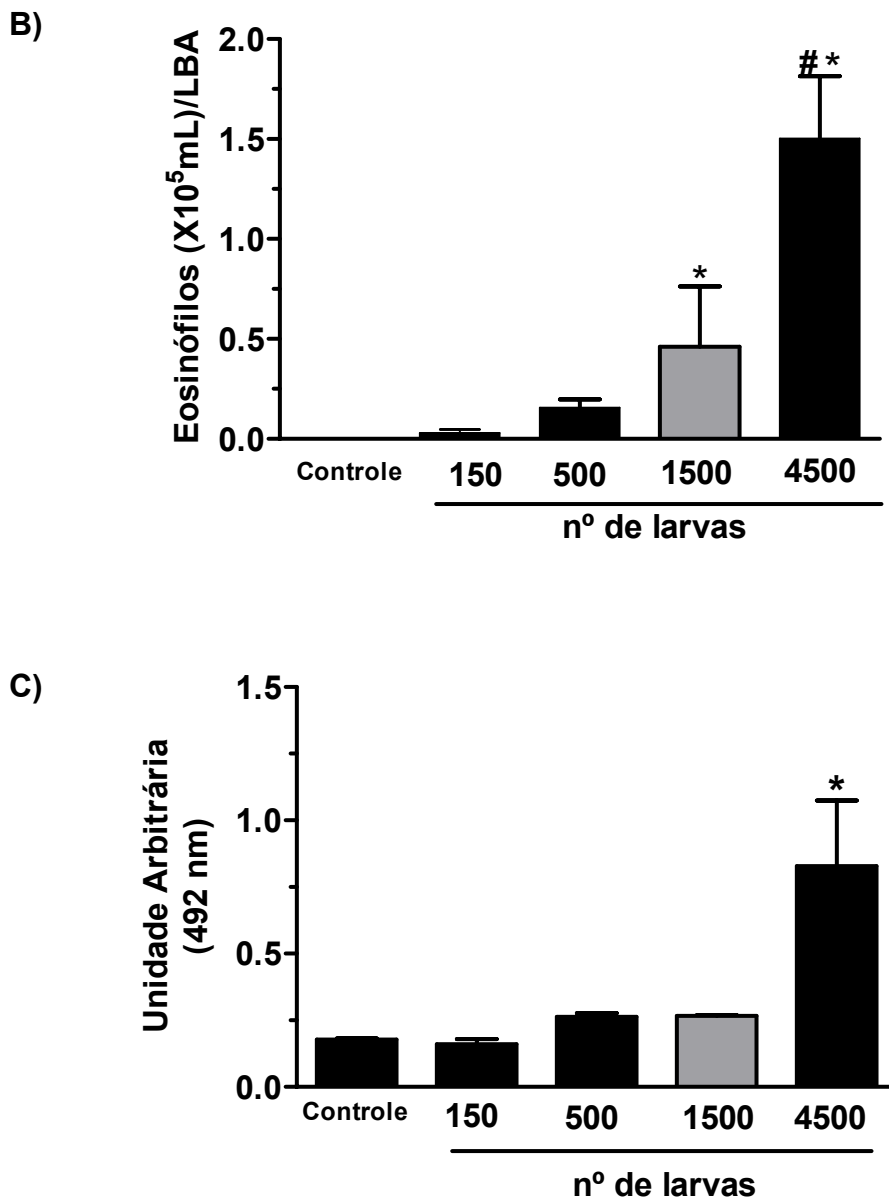 B)
Eosinófilos (X10⁵mL)/LBA
2.0
1.5
1.0
0.5
0.0
# *
*
Controle 150 500 1500 4500
nº de larvas
C)
Unidade Arbitrária
(492 nm)
1.5
1.0
0.5
0.0
*
Controle 150 500 1500 4500
nº de larvas